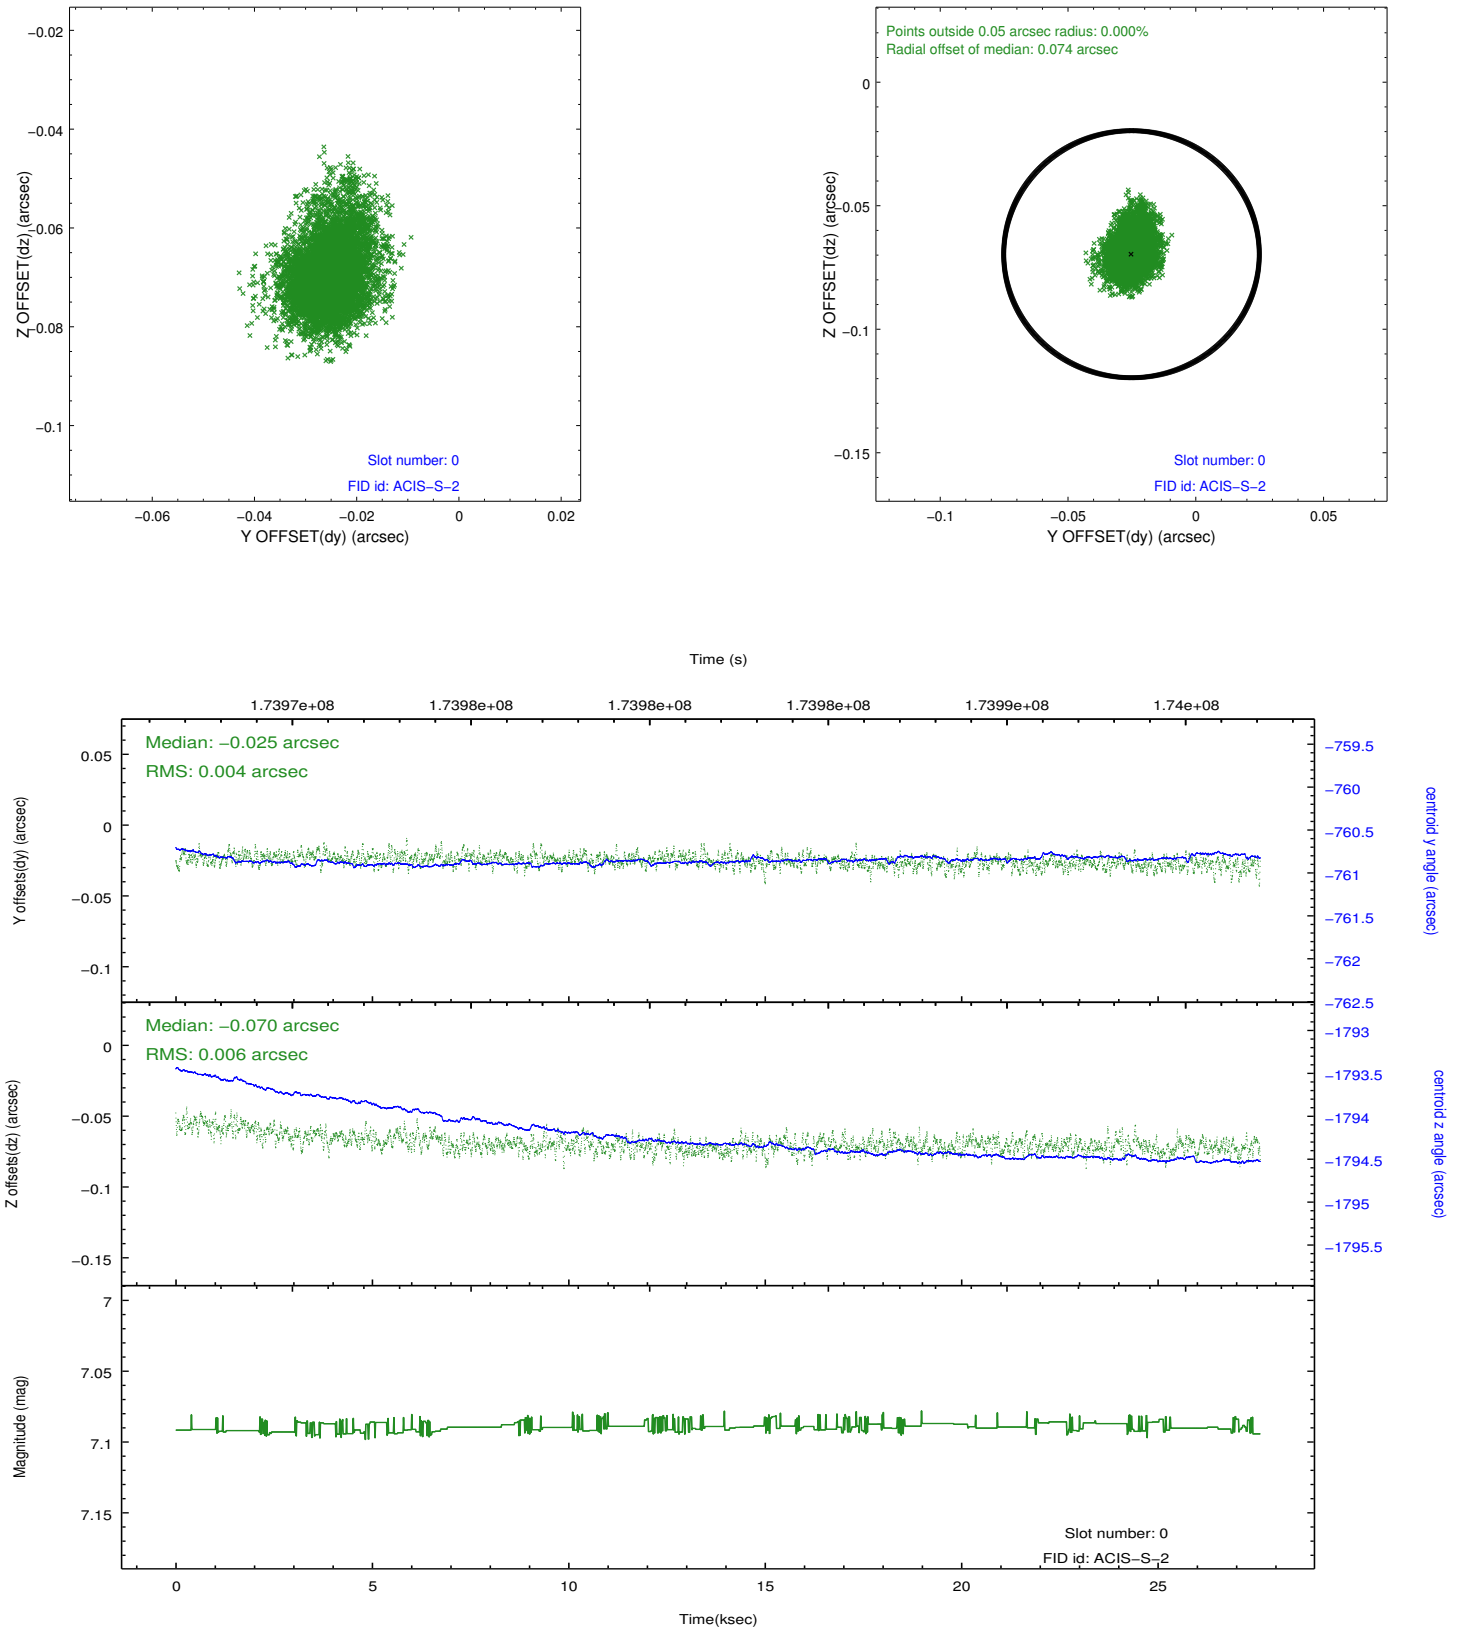 −0.02
−0.04
−0.06
−0.08
−0.1
Z OFFSET(dz) (arcsec)
Slot number: 0
FID id: ACIS−S−2
−0.06
−0.04
−0.02
0
0.02
Y OFFSET(dy) (arcsec)
Points outside 0.05 arcsec radius: 0.000%
Radial offset of median: 0.074 arcsec
0
−0.05
−0.1
−0.15
Z OFFSET(dz) (arcsec)
Slot number: 0
FID id: ACIS−S−2
−0.1
−0.05
0
0.05
Y OFFSET(dy) (arcsec)
Time (s)
1.7397e+08
1.7398e+08
1.7398e+08
1.7398e+08
1.7399e+08
1.74e+08
Median: −0.025 arcsec
RMS: 0.004 arcsec
0.05
0
−0.05
−0.1
Y offsets(dy) (arcsec)
−759.5
−760
−760.5
−761
−761.5
−762
−762.5
centroid y angle (arcsec)
Median: −0.070 arcsec
RMS: 0.006 arcsec
0
−0.05
−0.1
−0.15
Z offsets(dz) (arcsec)
−1793
−1793.5
−1794
−1794.5
−1795
−1795.5
centroid z angle (arcsec)
7
7.05
7.1
7.15
Magnitude (mag)
Slot number: 0
FID id: ACIS−S−2
0
5
10
15
20
25
Time(ksec)